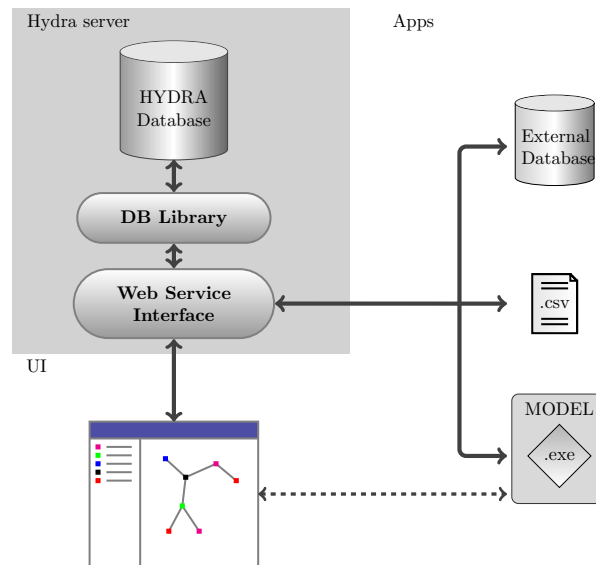 Hydra server
Apps
HYDRA
Database
External
Database
DB Library
Web Service
Interface
.csv
UI
MODEL
.exe